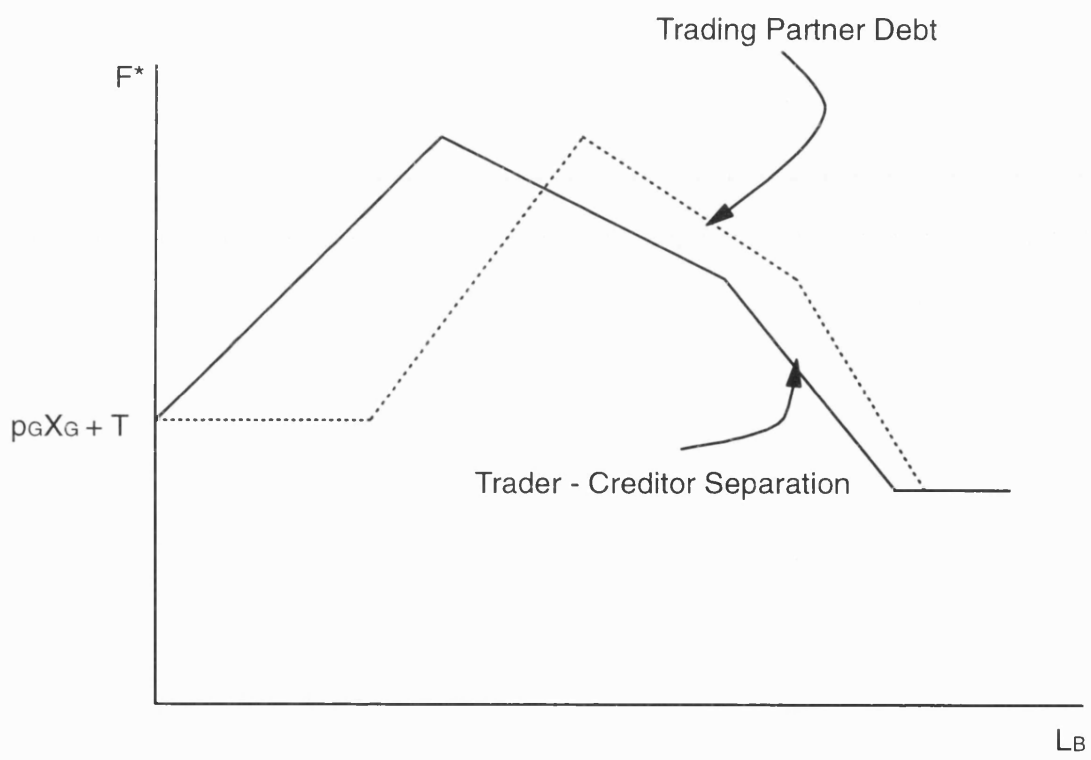 Trading Partner Debt
F*
pGXG + T
Trader - Creditor Separation
LB